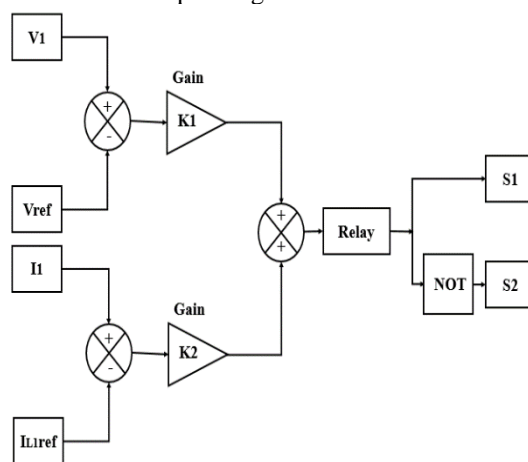 V1
Gain
+
-
K1
Vref
+
+
Relay
S1
NOT
S2
I1
Gain
+
-
K2
IL1ref